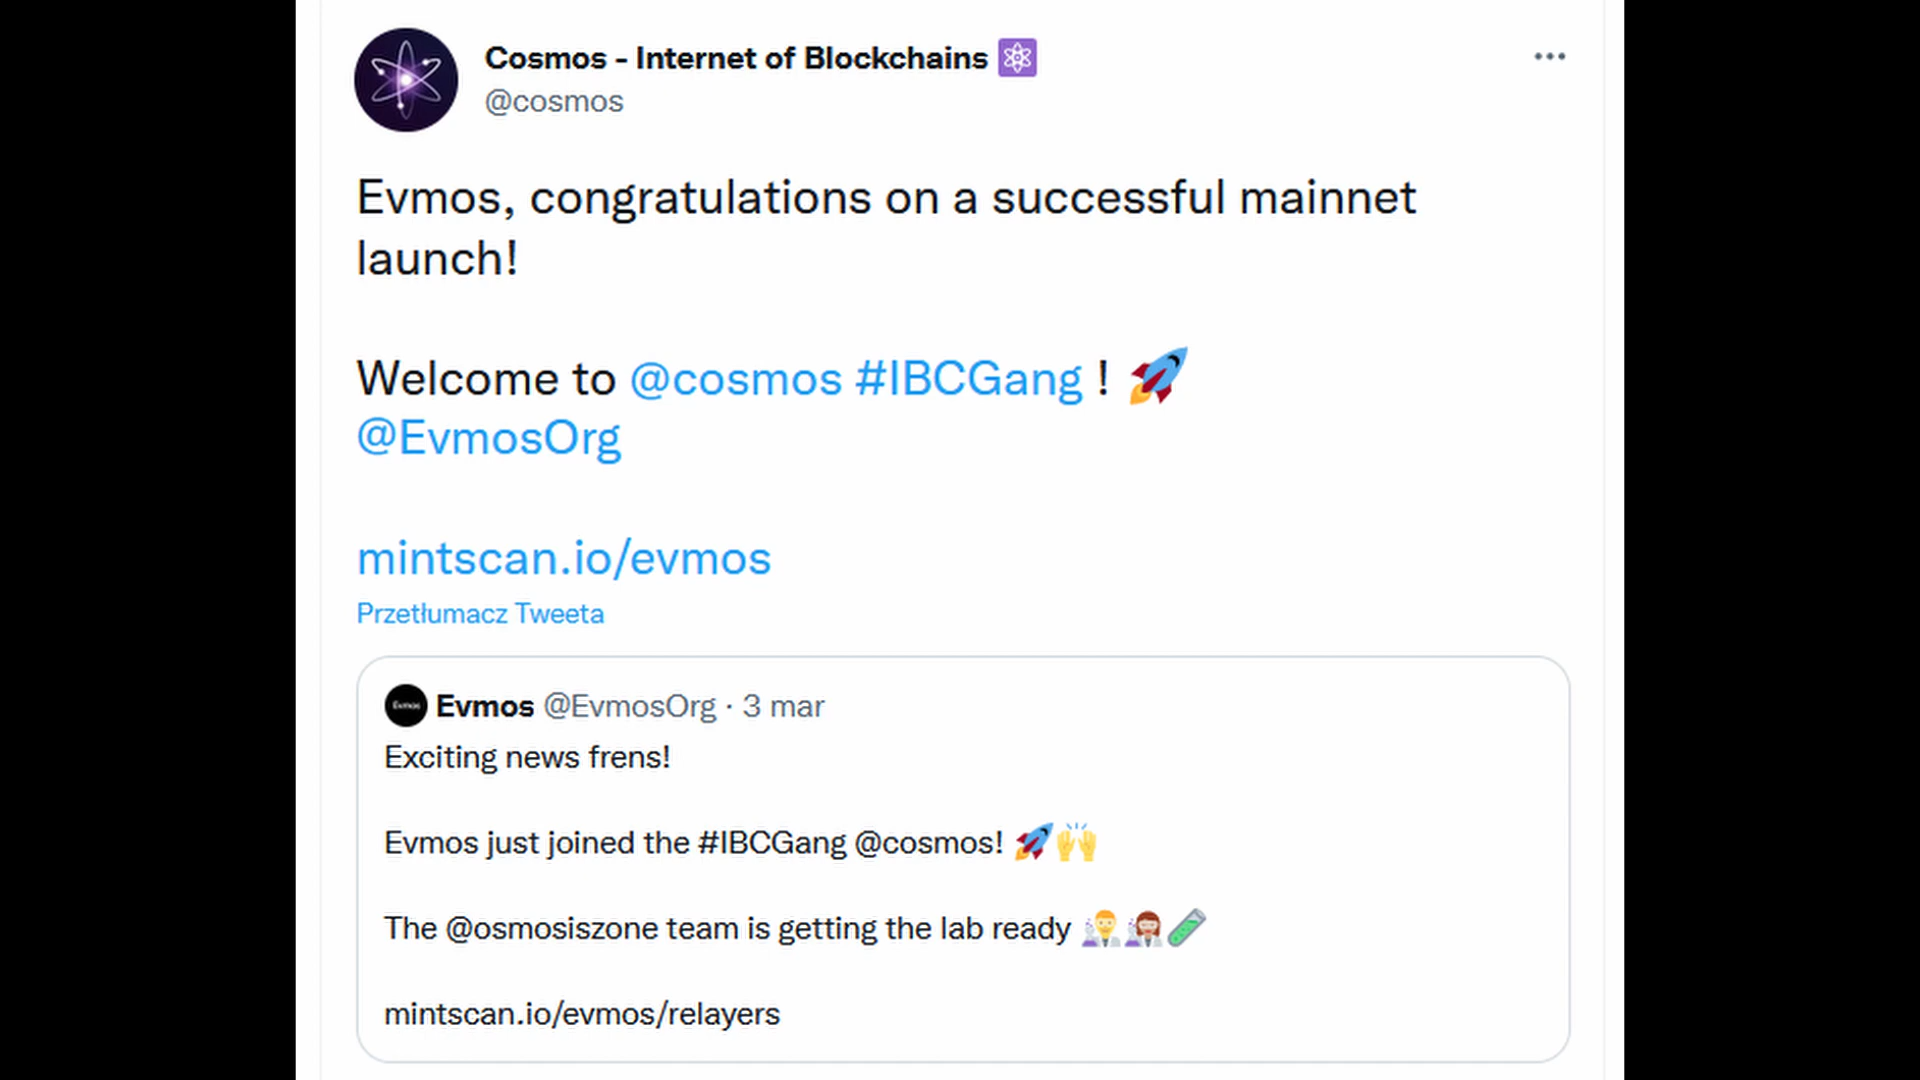 Cosmos - Internet of Blockchains ⚛
@cosmos
Evmos, congratulations on a successful mainnet
launch!
Welcome to @cosmos #IBCGang ! 🚀
@EvmosOrg
mintscan.io/evmos
Przetłumacz Tweeta
Evmos
Evmos @EvmosOrg · 3 mar
Exciting news frens!
Evmos just joined the #IBCGang @cosmos! 🚀🙌
The @osmosiszone team is getting the lab ready 👨‍🔬👩‍🔬🧪
mintscan.io/evmos/relayers